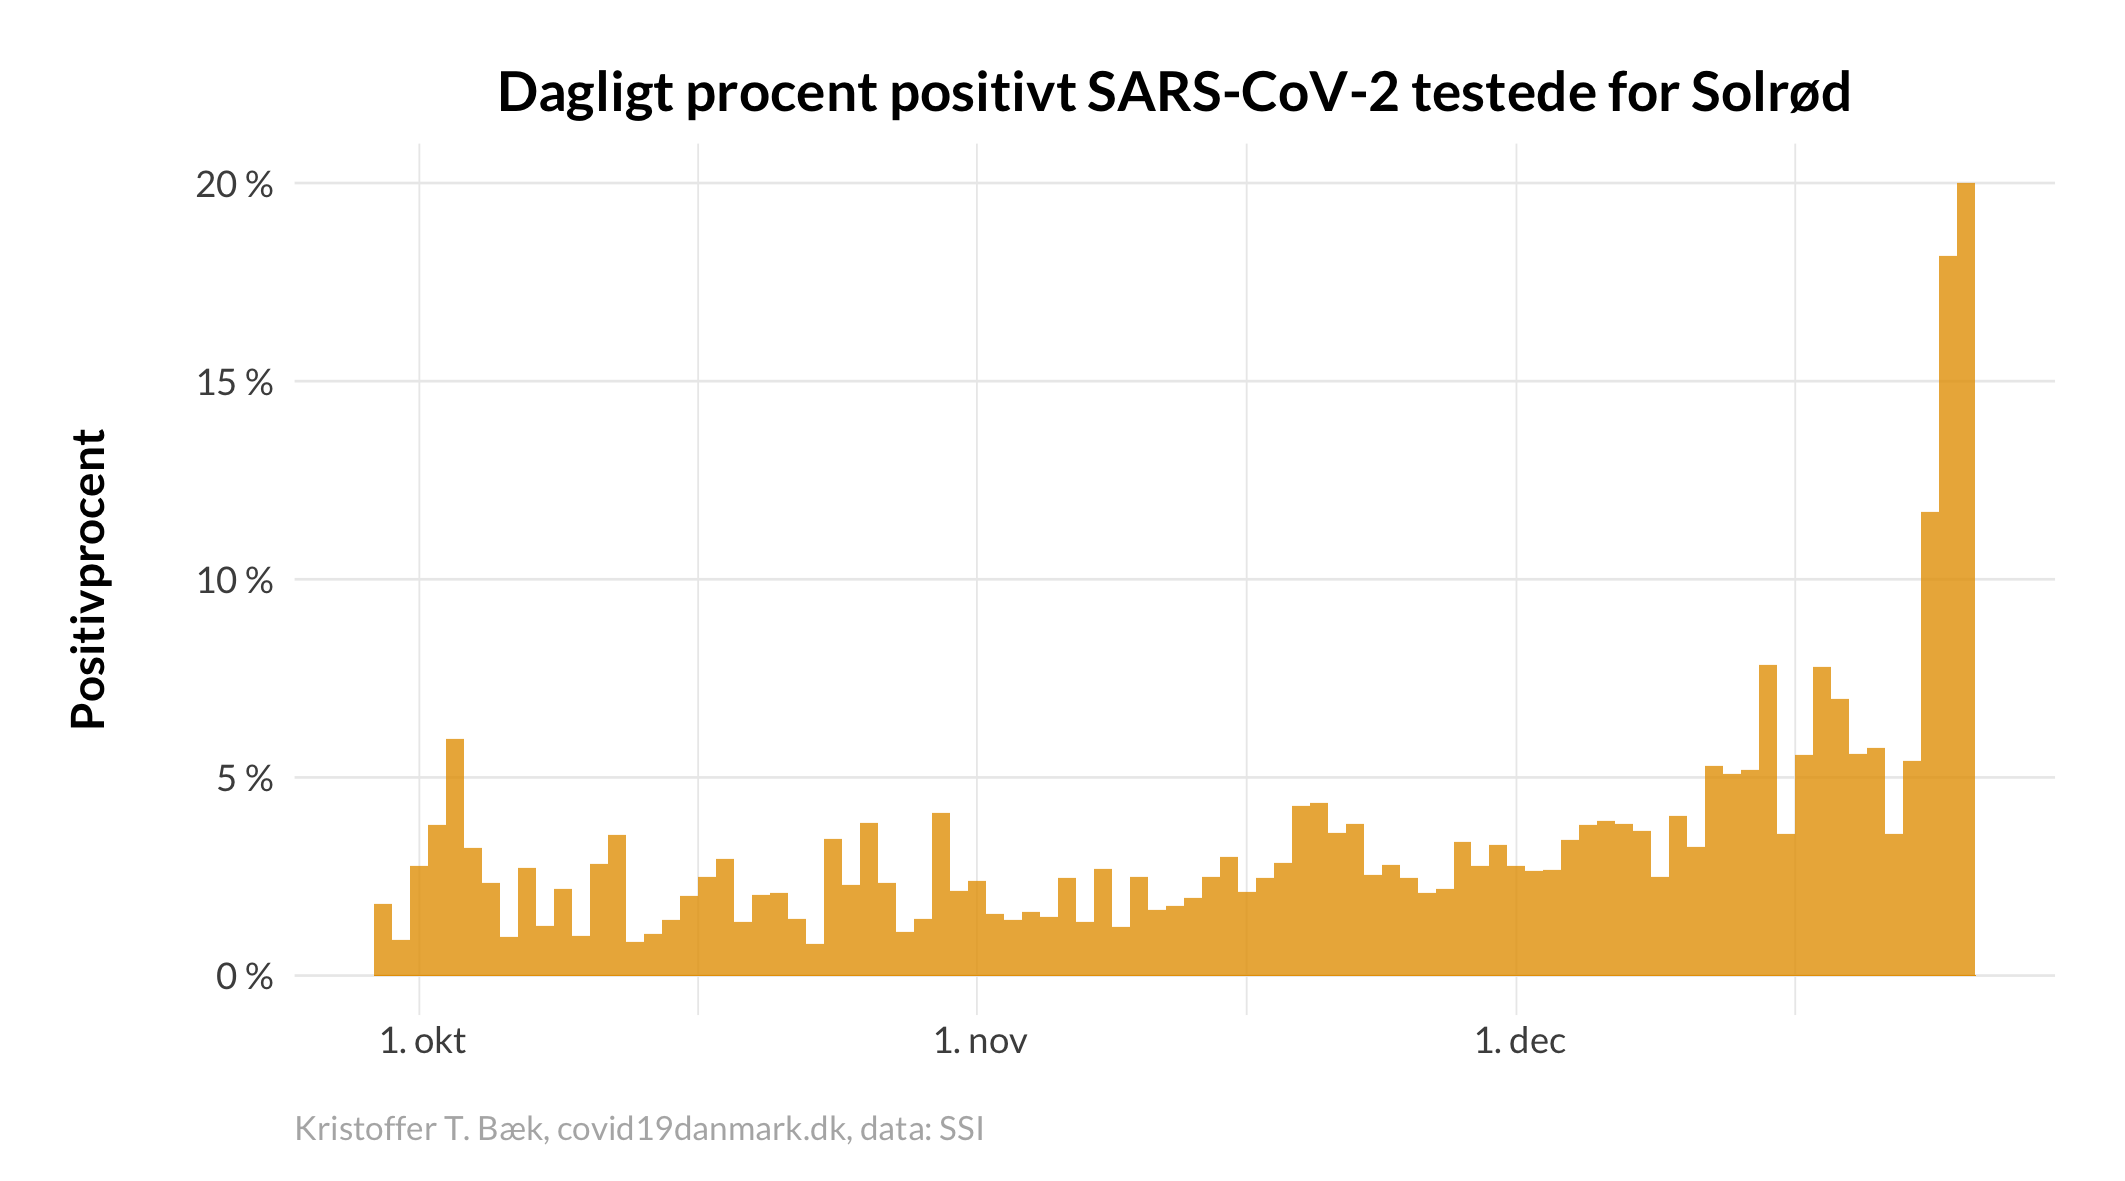 Dagligt procent positivt SARS-CoV-2 testede for Solrød
Positivprocent
20 %
15 %
10 %
5 %
0 %
1. okt
1. nov
1. dec
Kristoffer T. Bæk, covid19danmark.dk, data: SSI